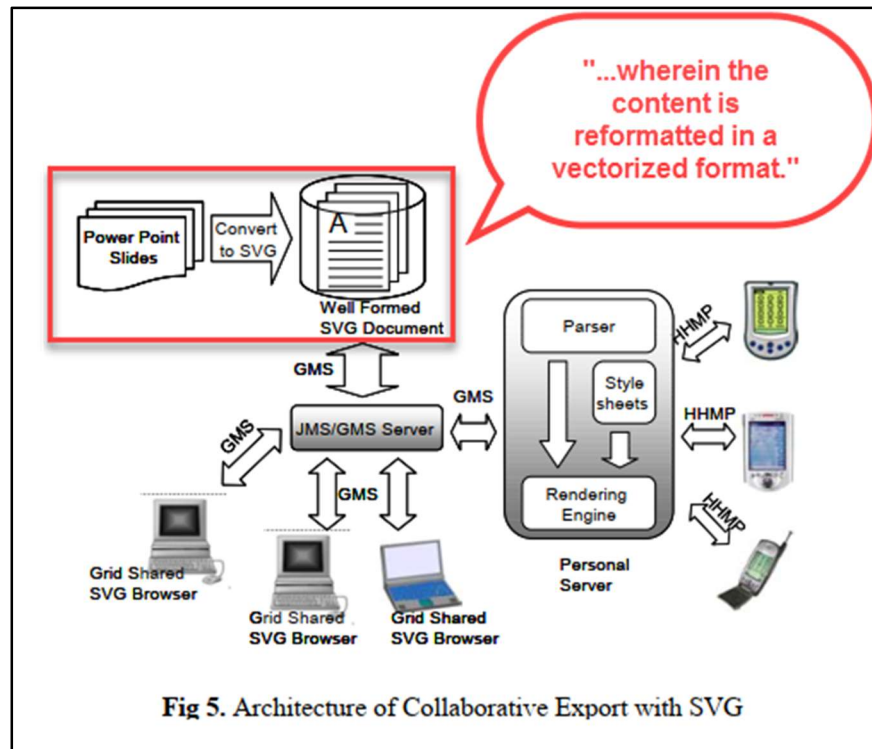 "...wherein the
content is
reformatted in a
vectorized format."
Power Point
Slides
Convert
to SVG
A
Well Formed
SVG Document
GMS
JMS/GMS Server
GMS
GMS
GMS
Grid Shared
SVG Browser
Grid Shared
SVG Browser
Grid Shared
SVG Browser
Parser
Style
sheets
Rendering
Engine
Personal
Server
HHMP
HHMP
HHMP
Fig 5. Architecture of Collaborative Export with SVG